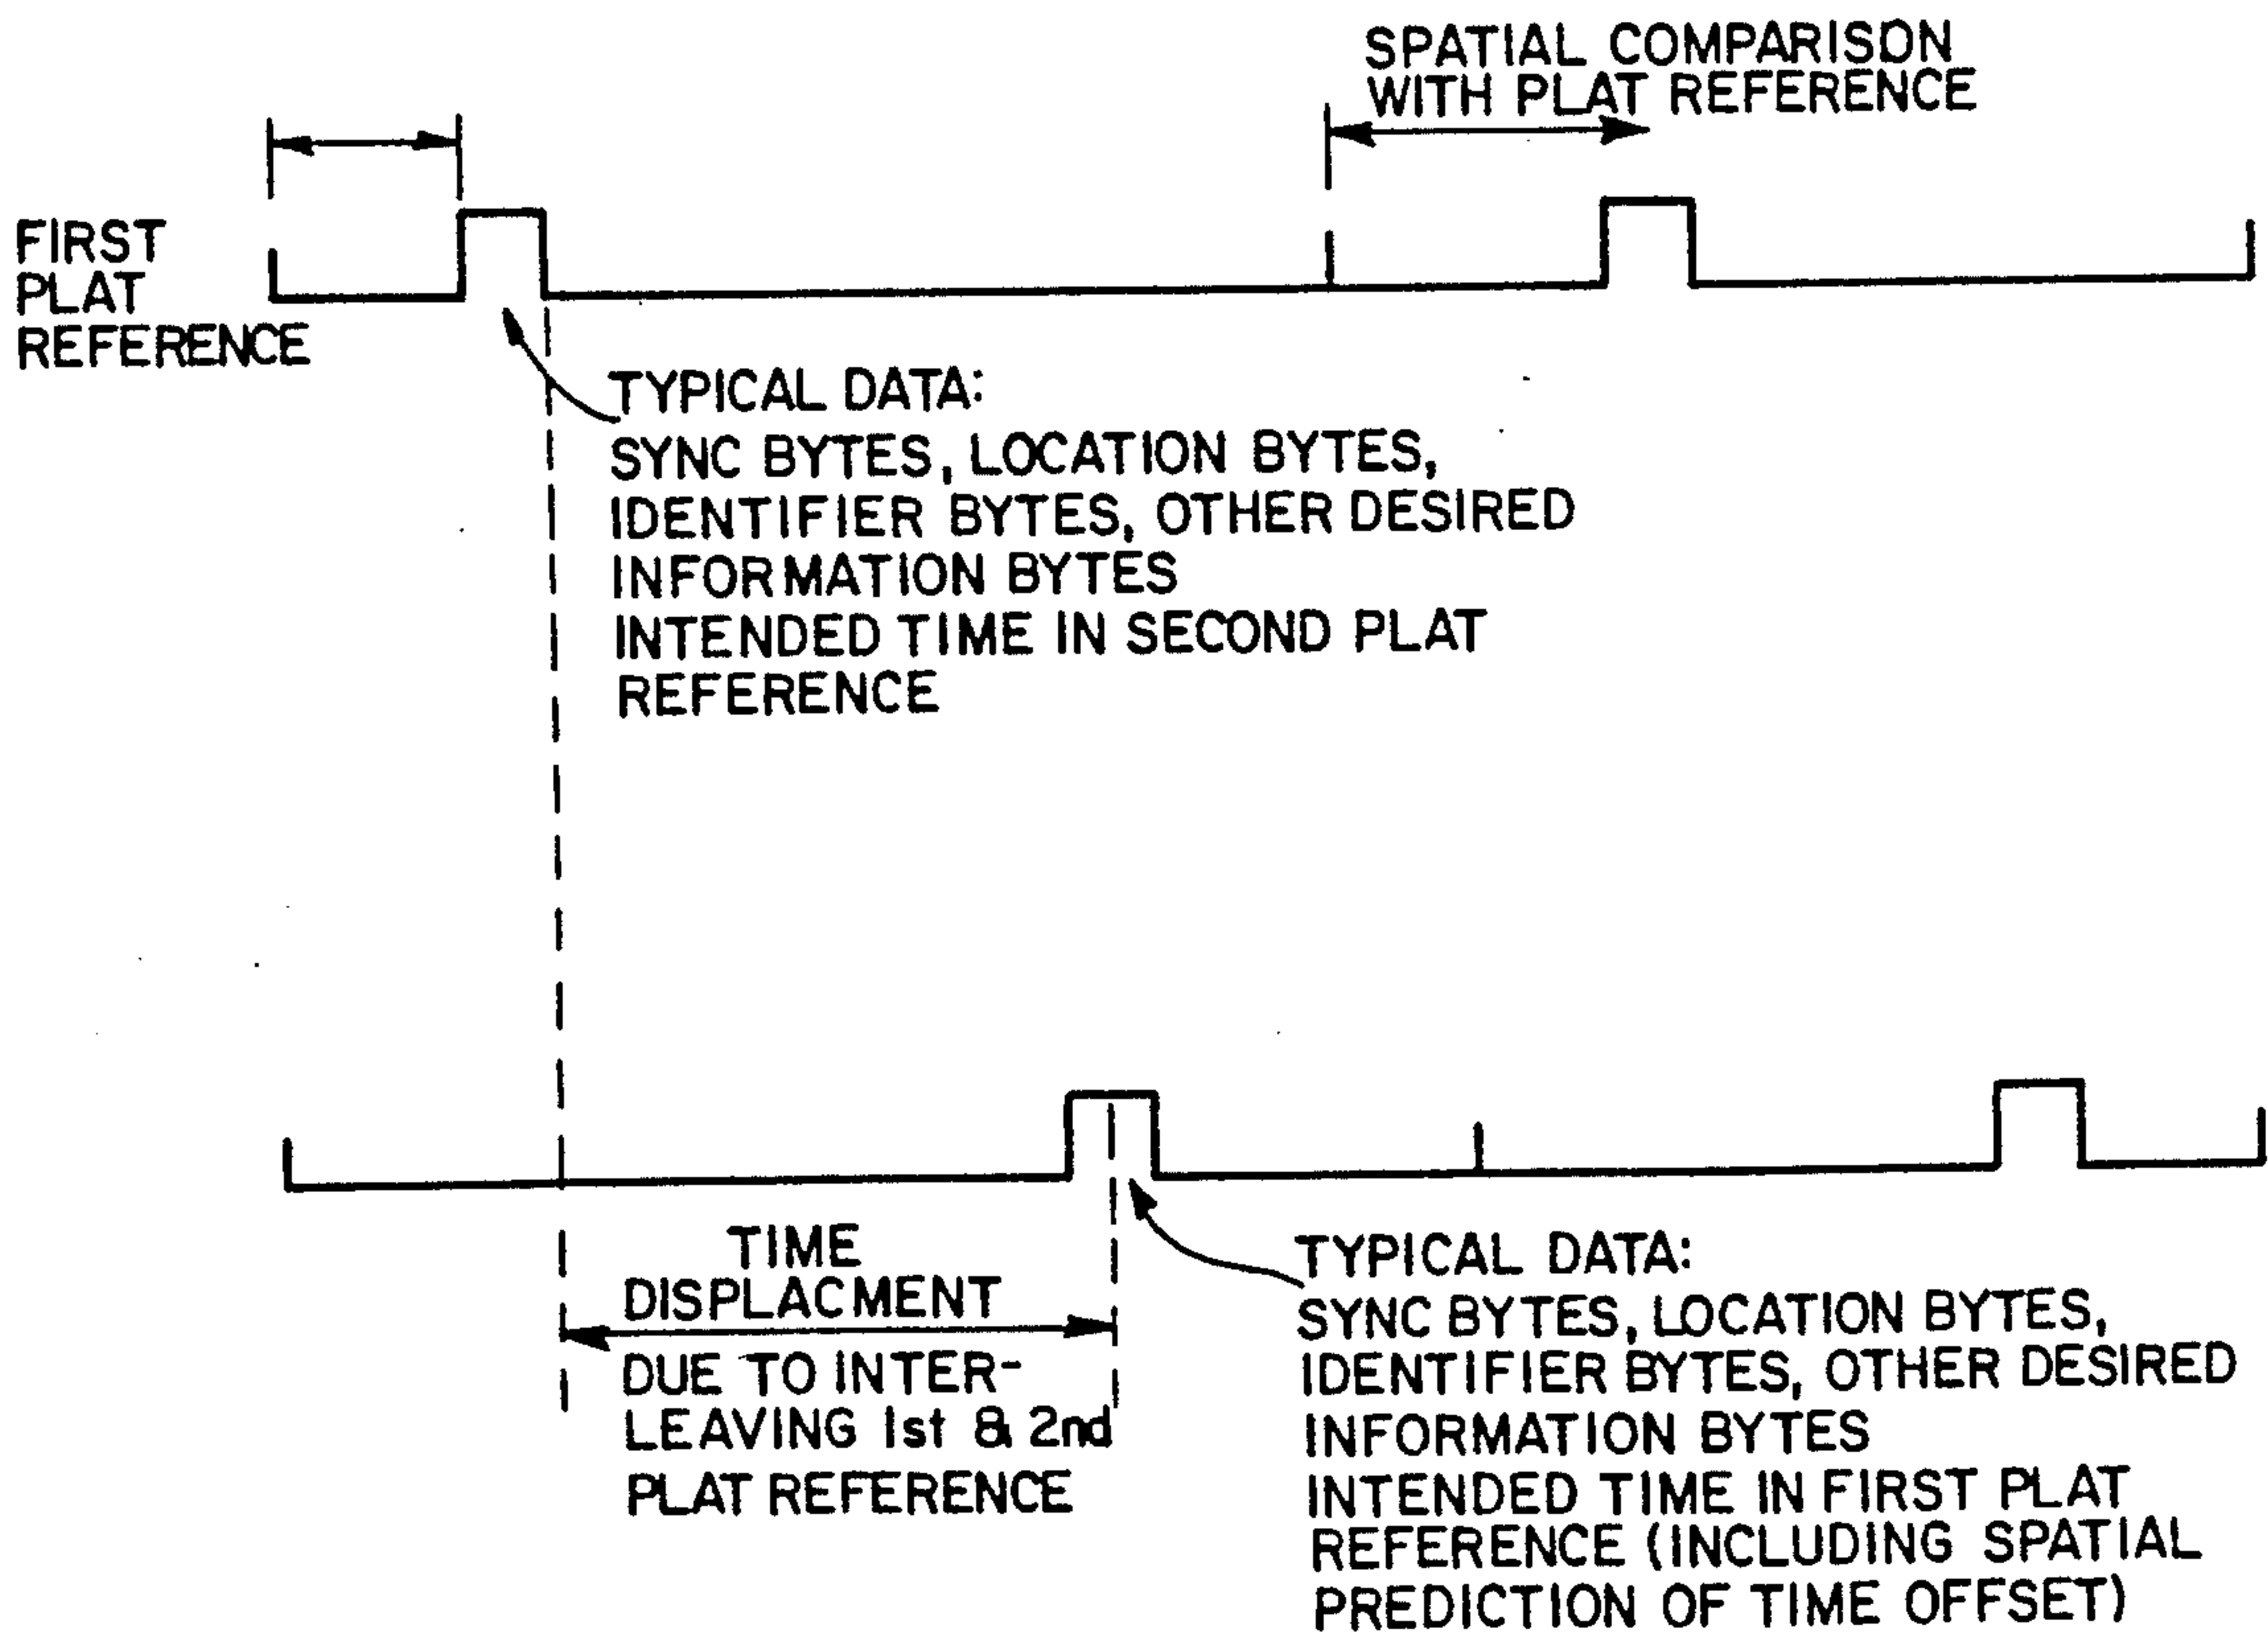 SPATIAL COMPARISON
WITH PLAT REFERENCE
FIRST
PLAT
REFERENCE
TYPICAL DATA:
SYNC BYTES, LOCATION BYTES,
IDENTIFIER BYTES, OTHER DESIRED
INFORMATION BYTES
INTENDED TIME IN SECOND PLAT
REFERENCE
TIME
DISPLACMENT
DUE TO INTER-
LEAVING 1st & 2nd
PLAT REFERENCE
TYPICAL DATA:
SYNC BYTES, LOCATION BYTES,
IDENTIFIER BYTES, OTHER DESIRED
INFORMATION BYTES
INTENDED TIME IN FIRST PLAT
REFERENCE (INCLUDING SPATIAL
PREDICTION OF TIME OFFSET)